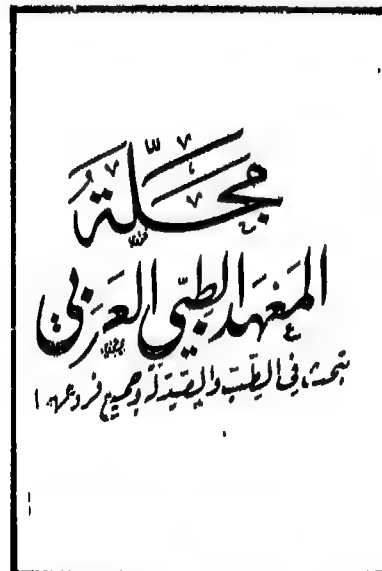 مجلة
المعهد الطبي العربي
تبحث في الطب والصيدلة وجميع فروعهما